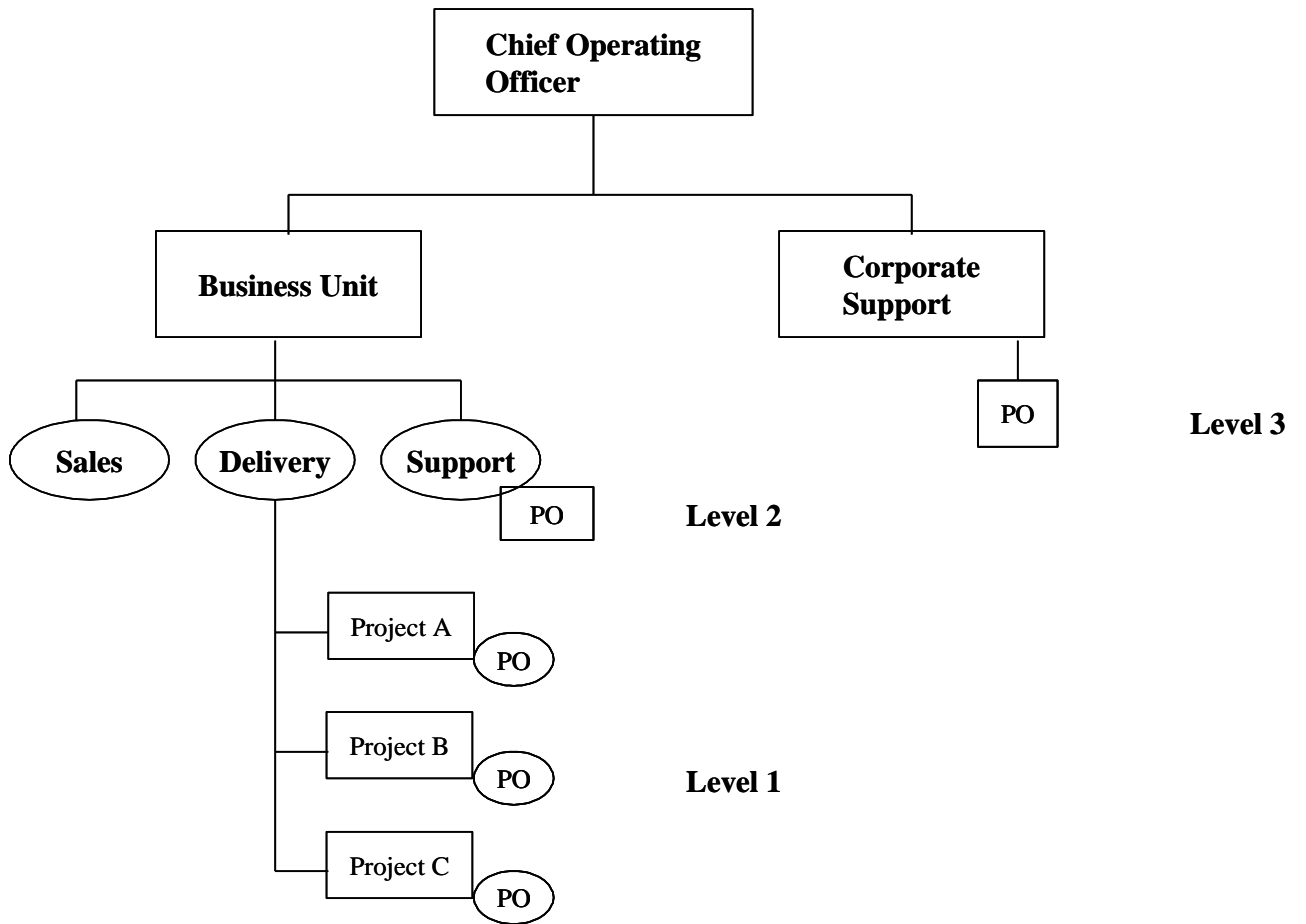 Chief Operating
Officer
Business Unit
Corporate
Support
PO
Level 3
Sales
Delivery
Support
PO
Level 2
Project A
PO
Project B
PO
Level 1
Project C
PO